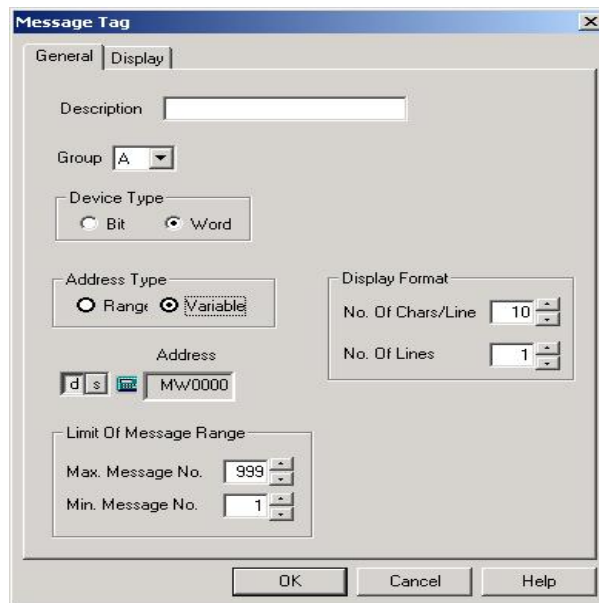 Message Tag
General Display
Description
Group A
Device Type
Bit Word
Address Type
Range Variable
Display Format
No. Of Chars/Line 10
No. Of Lines 1
Address
d s MW0000
Limit Of Message Range
Max. Message No. 999
Min. Message No. 1
OK Cancel Help